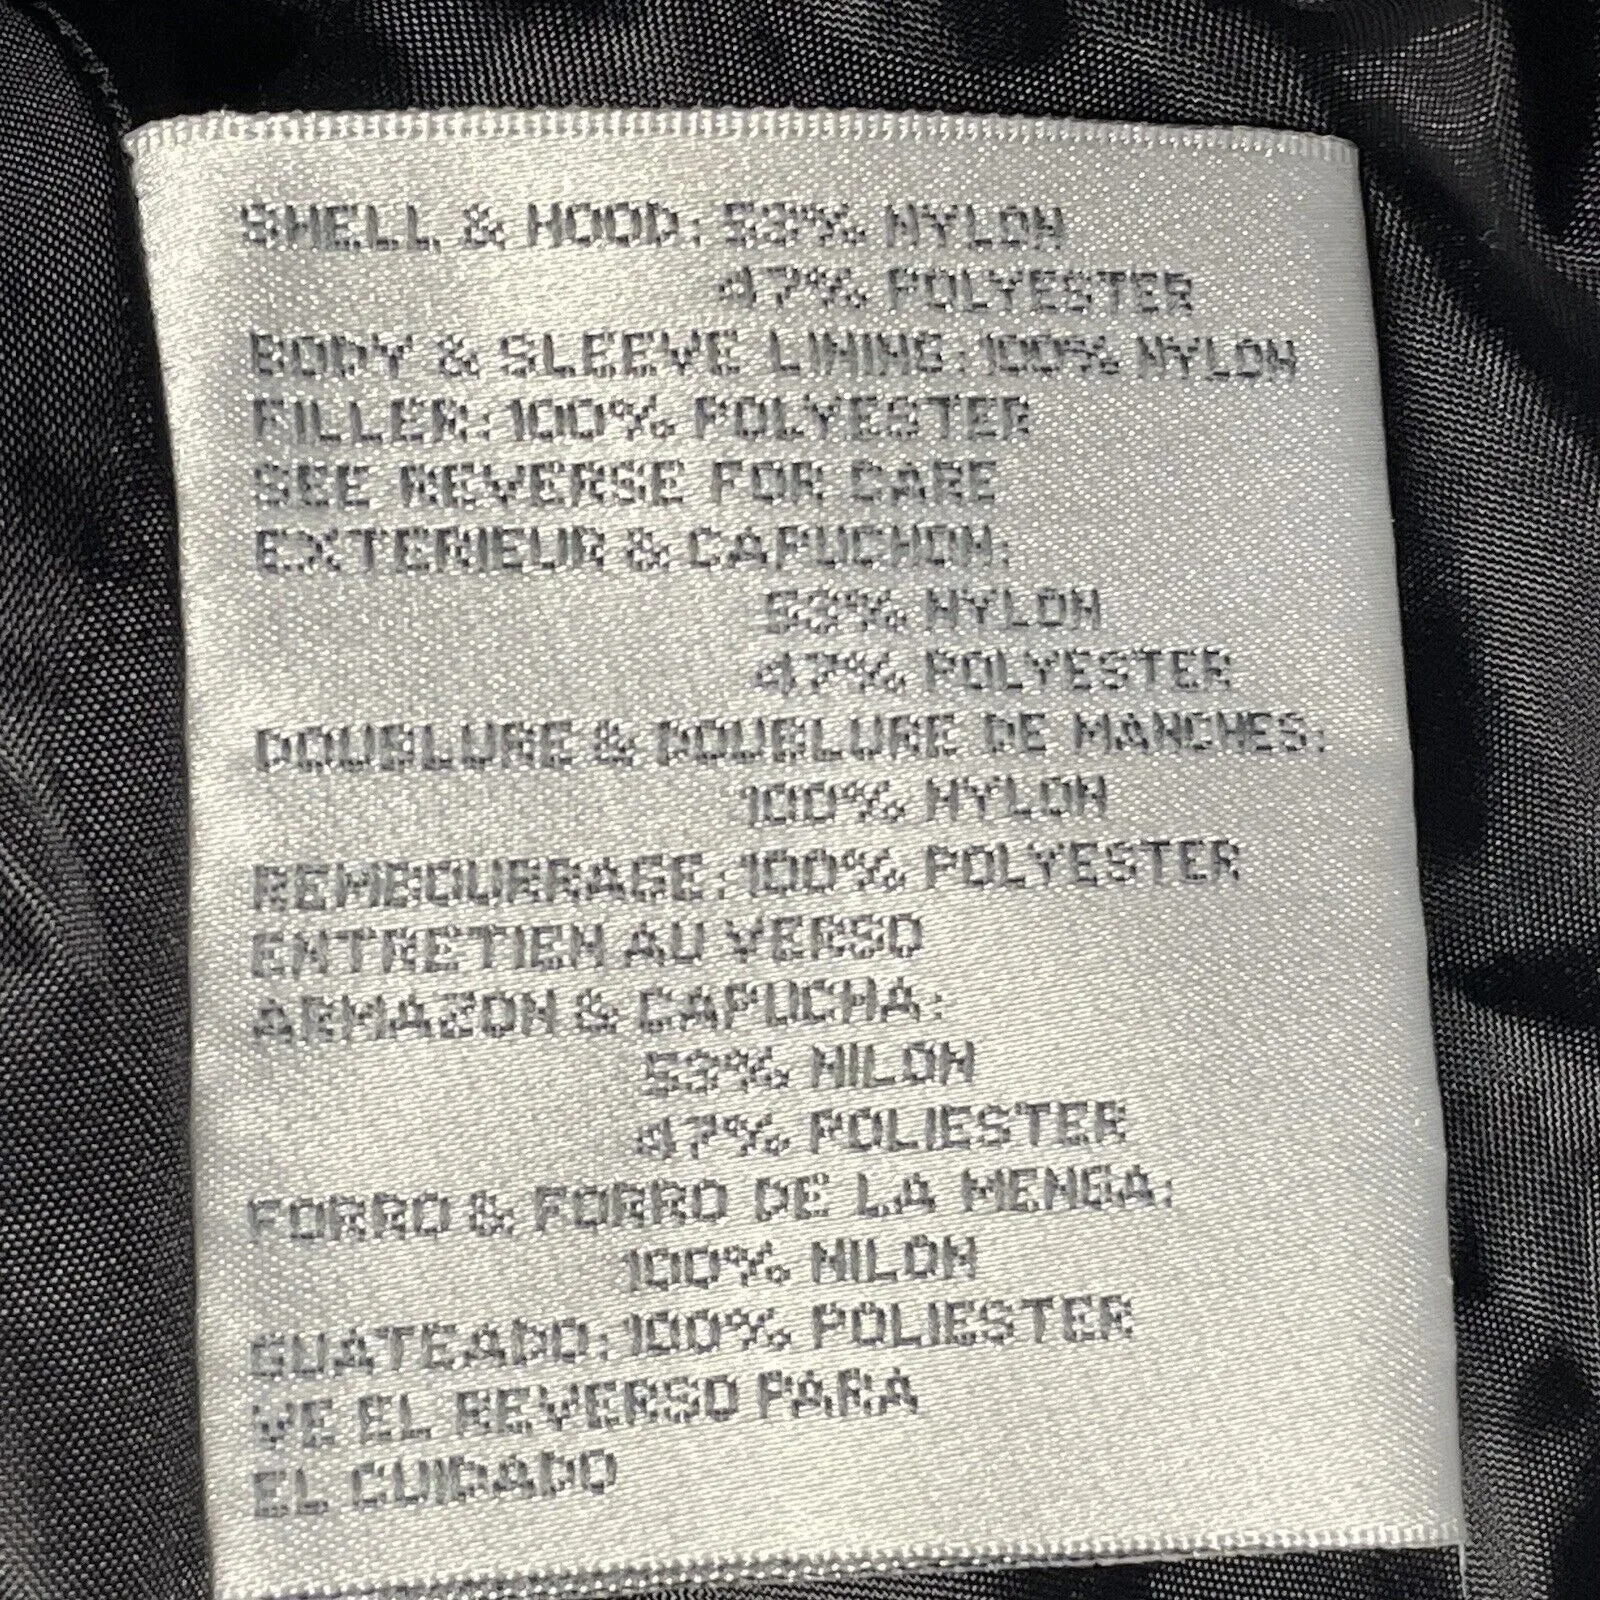 SHELL & HOOD: 53% NYLON
47% POLYESTER
BODY & SLEEVE LINING: 100% NYLON
FILLER: 100% POLYESTER
SEE REVERSE FOR CARE
EXTERIEUR & CAPUCHON:
53% NYLON
47% POLYESTER
DOUBLURE & DOUBLURE DE MANCHES:
100% NYLON
REMBOURRAGE: 100% POLYESTER
ENTRETIEN AU VERSO
ARMAZON & CAPUCHA:
53% NILON
47% POLIESTER
FORRO & FORRO DE LA MENGA:
100% NILON
GUATEADO: 100% POLIESTER
VE EL REVERSO PARA
EL CUIDADO